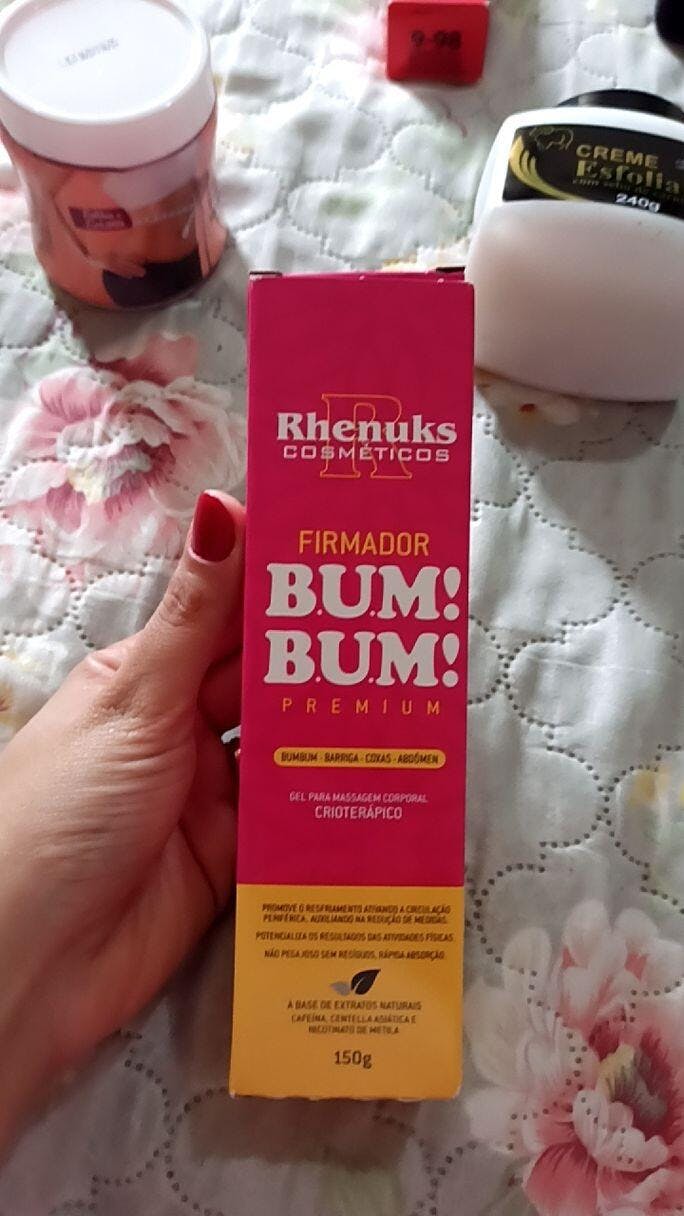 9-98
CREME
Esfolia
240g
Rhenuks
COSMÉTICOS
FIRMADOR
B.U.M!
B.U.M!
PREMIUM
BUMBUM - BARRIGA - COXAS - ABDÔMEN
GEL PARA MASSAGEM CORPORAL
CRIOTERÁPICO
PROMOVE O RESFRIAMENTO ATIVANDO A CIRCULAÇÃO
PERIFÉRICA, AUXILIANDO NA REDUÇÃO DE MEDIDAS.
POTENCIALIZA OS RESULTADOS DAS ATIVIDADES FÍSICAS
NÃO PEGAJOSO SEM RESÍDUOS, RÁPIDA ABSORÇÃO.
A BASE DE EXTRATOS NATURAIS
CAFEÍNA, CENTELLA ASIÁTICA E
NICOTINATO DE METILA
150g